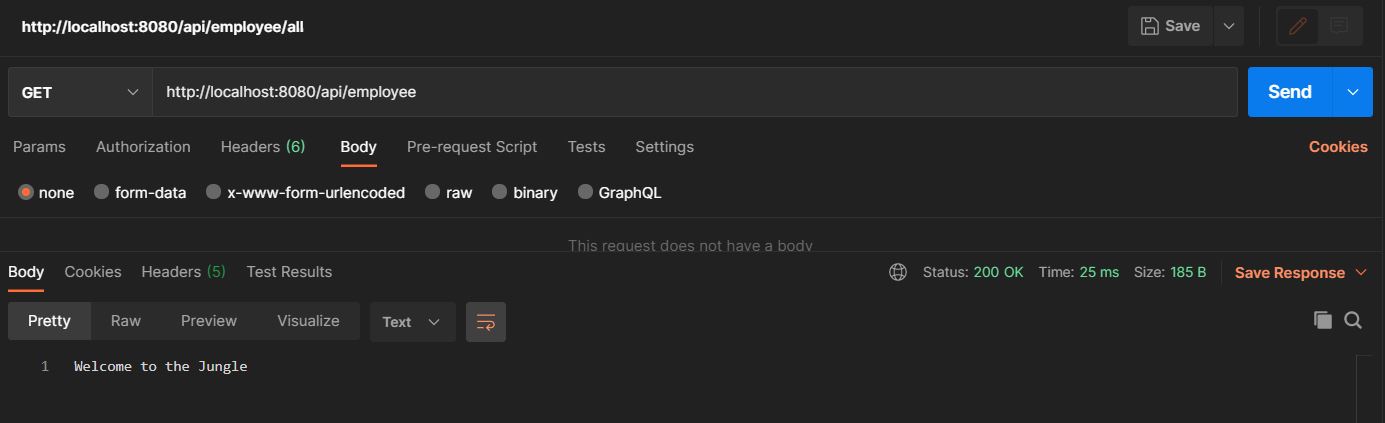 http://localhost:8080/api/employee/all
Save
GET http://localhost:8080/api/employee Send
Params Authorization Headers (6) Body Pre-request Script Tests Settings Cookies
none form-data x-www-form-urlencoded raw binary GraphQL
This request does not have a body
Body Cookies Headers (5) Test Results Status: 200 OK Time: 25 ms Size: 185 B Save Response
Pretty Raw Preview Visualize Text
1 Welcome to the Jungle